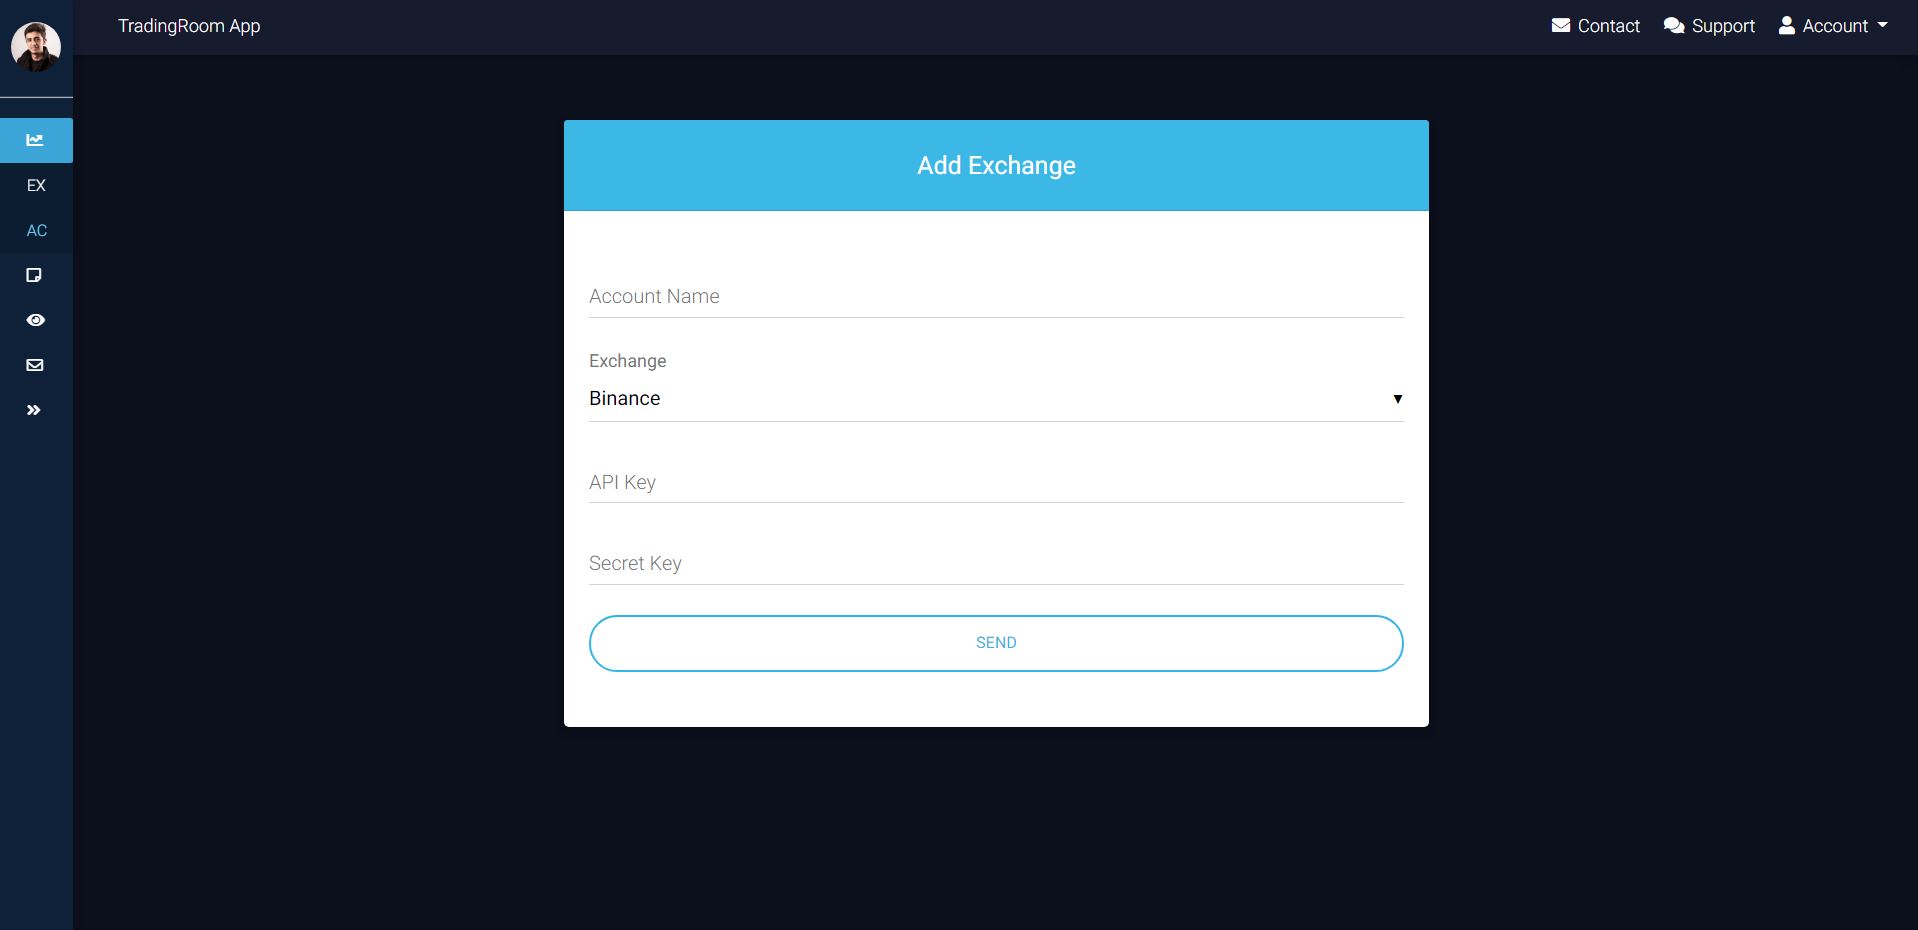 TradingRoom App
Contact
Support
Account
EX
AC
Add Exchange
Account Name
Exchange
Binance
API Key
Secret Key
SEND